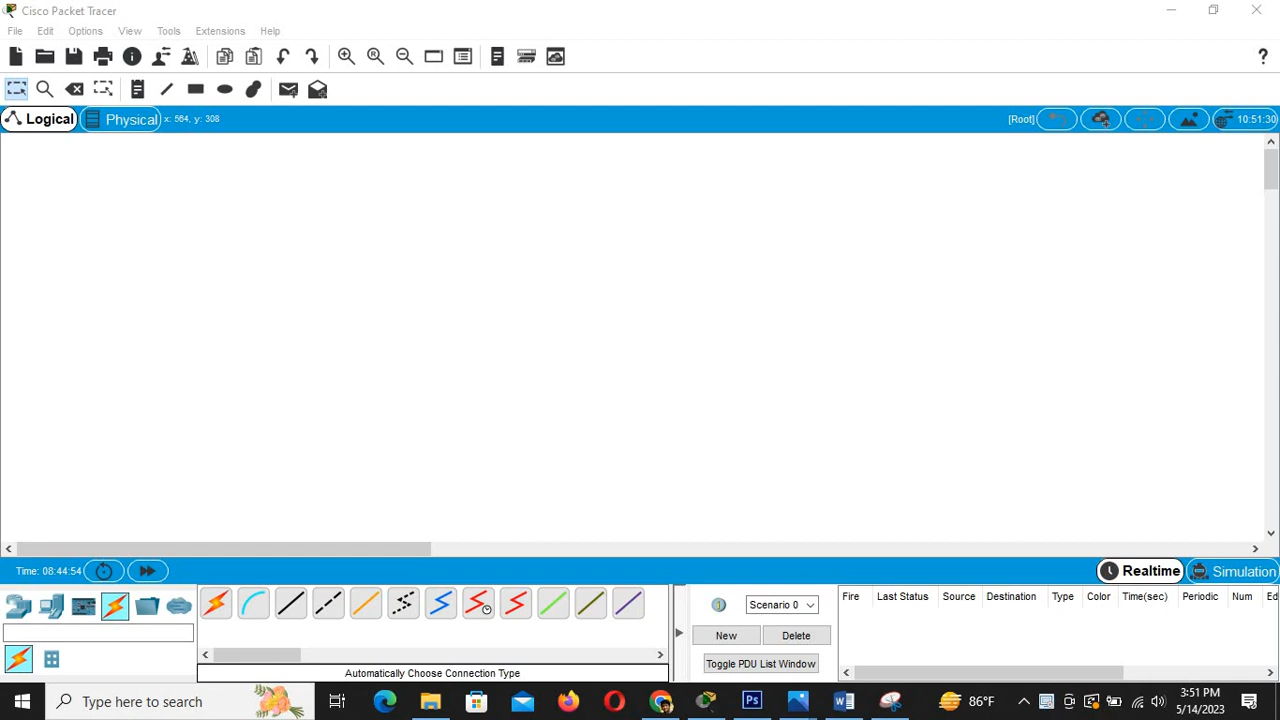 Cisco Packet Tracer
File Edit Options View Tools Extensions Help
?
Logical Physical x: 564, y: 308 [Root] 10:51:30
Time: 08:44:54 Realtime Simulation
Fire Last Status Source Destination Type Color Time(sec) Periodic Num Ed
Scenario 0
New Delete
Toggle PDU List Window
Automatically Choose Connection Type
Type here to search
Ps
W
86°F
3:51 PM
5/14/2023